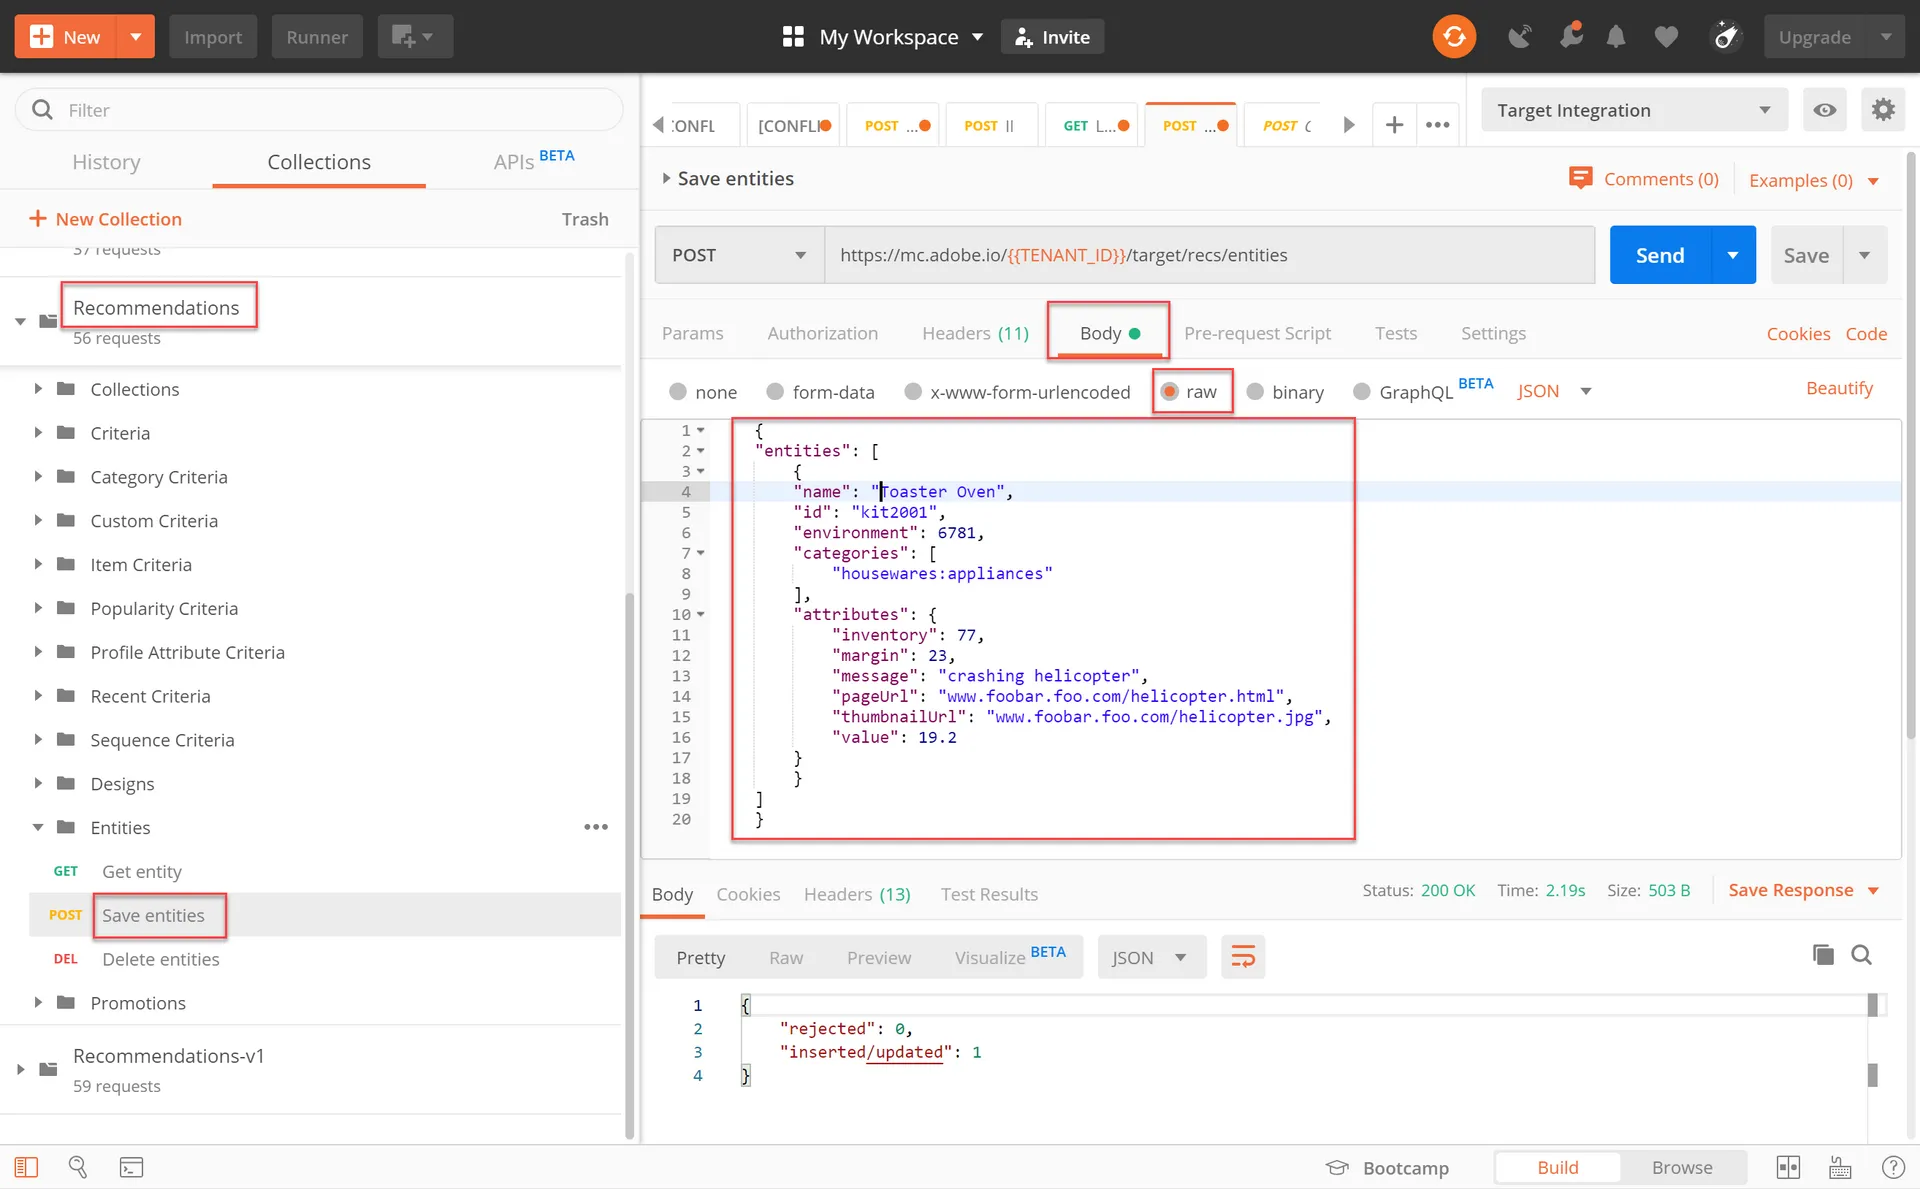 New
Import
Runner
My Workspace
Invite
Upgrade
Filter
History
Collections
APIs BETA
New Collection
Trash
37 requests
Recommendations
56 requests
Collections
Criteria
Category Criteria
Custom Criteria
Item Criteria
Popularity Criteria
Profile Attribute Criteria
Recent Criteria
Sequence Criteria
Designs
Entities
GET Get entity
POST Save entities
DEL Delete entities
Promotions
Recommendations-v1
59 requests
CONFL
[CONFLI
POST ...
POST ||
GET L...
POST ...
POST
Target Integration
Save entities
Comments (0)
Examples (0)
POST
https://mc.adobe.io/{{TENANT_ID}}/target/recs/entities
Send
Save
Params
Authorization
Headers (11)
Body
Pre-request Script
Tests
Settings
Cookies
Code
none
form-data
x-www-form-urlencoded
raw
binary
GraphQL BETA
JSON
Beautify
1 {
2 "entities": [
3 {
4 "name": "Toaster Oven",
5 "id": "kit2001",
6 "environment": 6781,
7 "categories": [
8 "housewares:appliances"
9 ],
10 "attributes": {
11 "inventory": 77,
12 "margin": 23,
13 "message": "crashing helicopter",
14 "pageUrl": "www.foobar.foo.com/helicopter.html",
15 "thumbnailUrl": "www.foobar.foo.com/helicopter.jpg",
16 "value": 19.2
17 }
18 }
19 ]
20 }
Body
Cookies
Headers (13)
Test Results
Status: 200 OK
Time: 2.19s
Size: 503 B
Save Response
Pretty
Raw
Preview
Visualize BETA
JSON
1 {
2 "rejected": 0,
3 "inserted/updated": 1
4 }
Bootcamp
Build
Browse